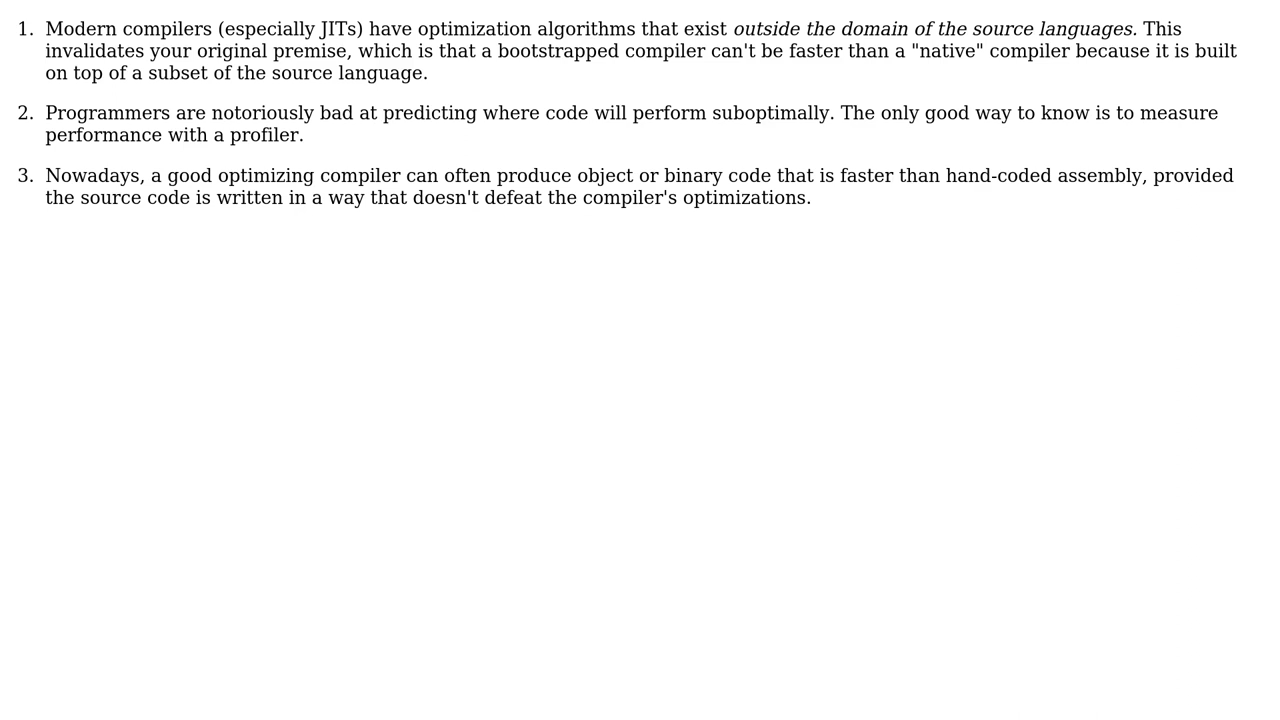 1. Modern compilers (especially JITs) have optimization algorithms that exist outside the domain of the source languages. This
invalidates your original premise, which is that a bootstrapped compiler can't be faster than a "native" compiler because it is built
on top of a subset of the source language.
2. Programmers are notoriously bad at predicting where code will perform suboptimally. The only good way to know is to measure
performance with a profiler.
3. Nowadays, a good optimizing compiler can often produce object or binary code that is faster than hand-coded assembly, provided
the source code is written in a way that doesn't defeat the compiler's optimizations.